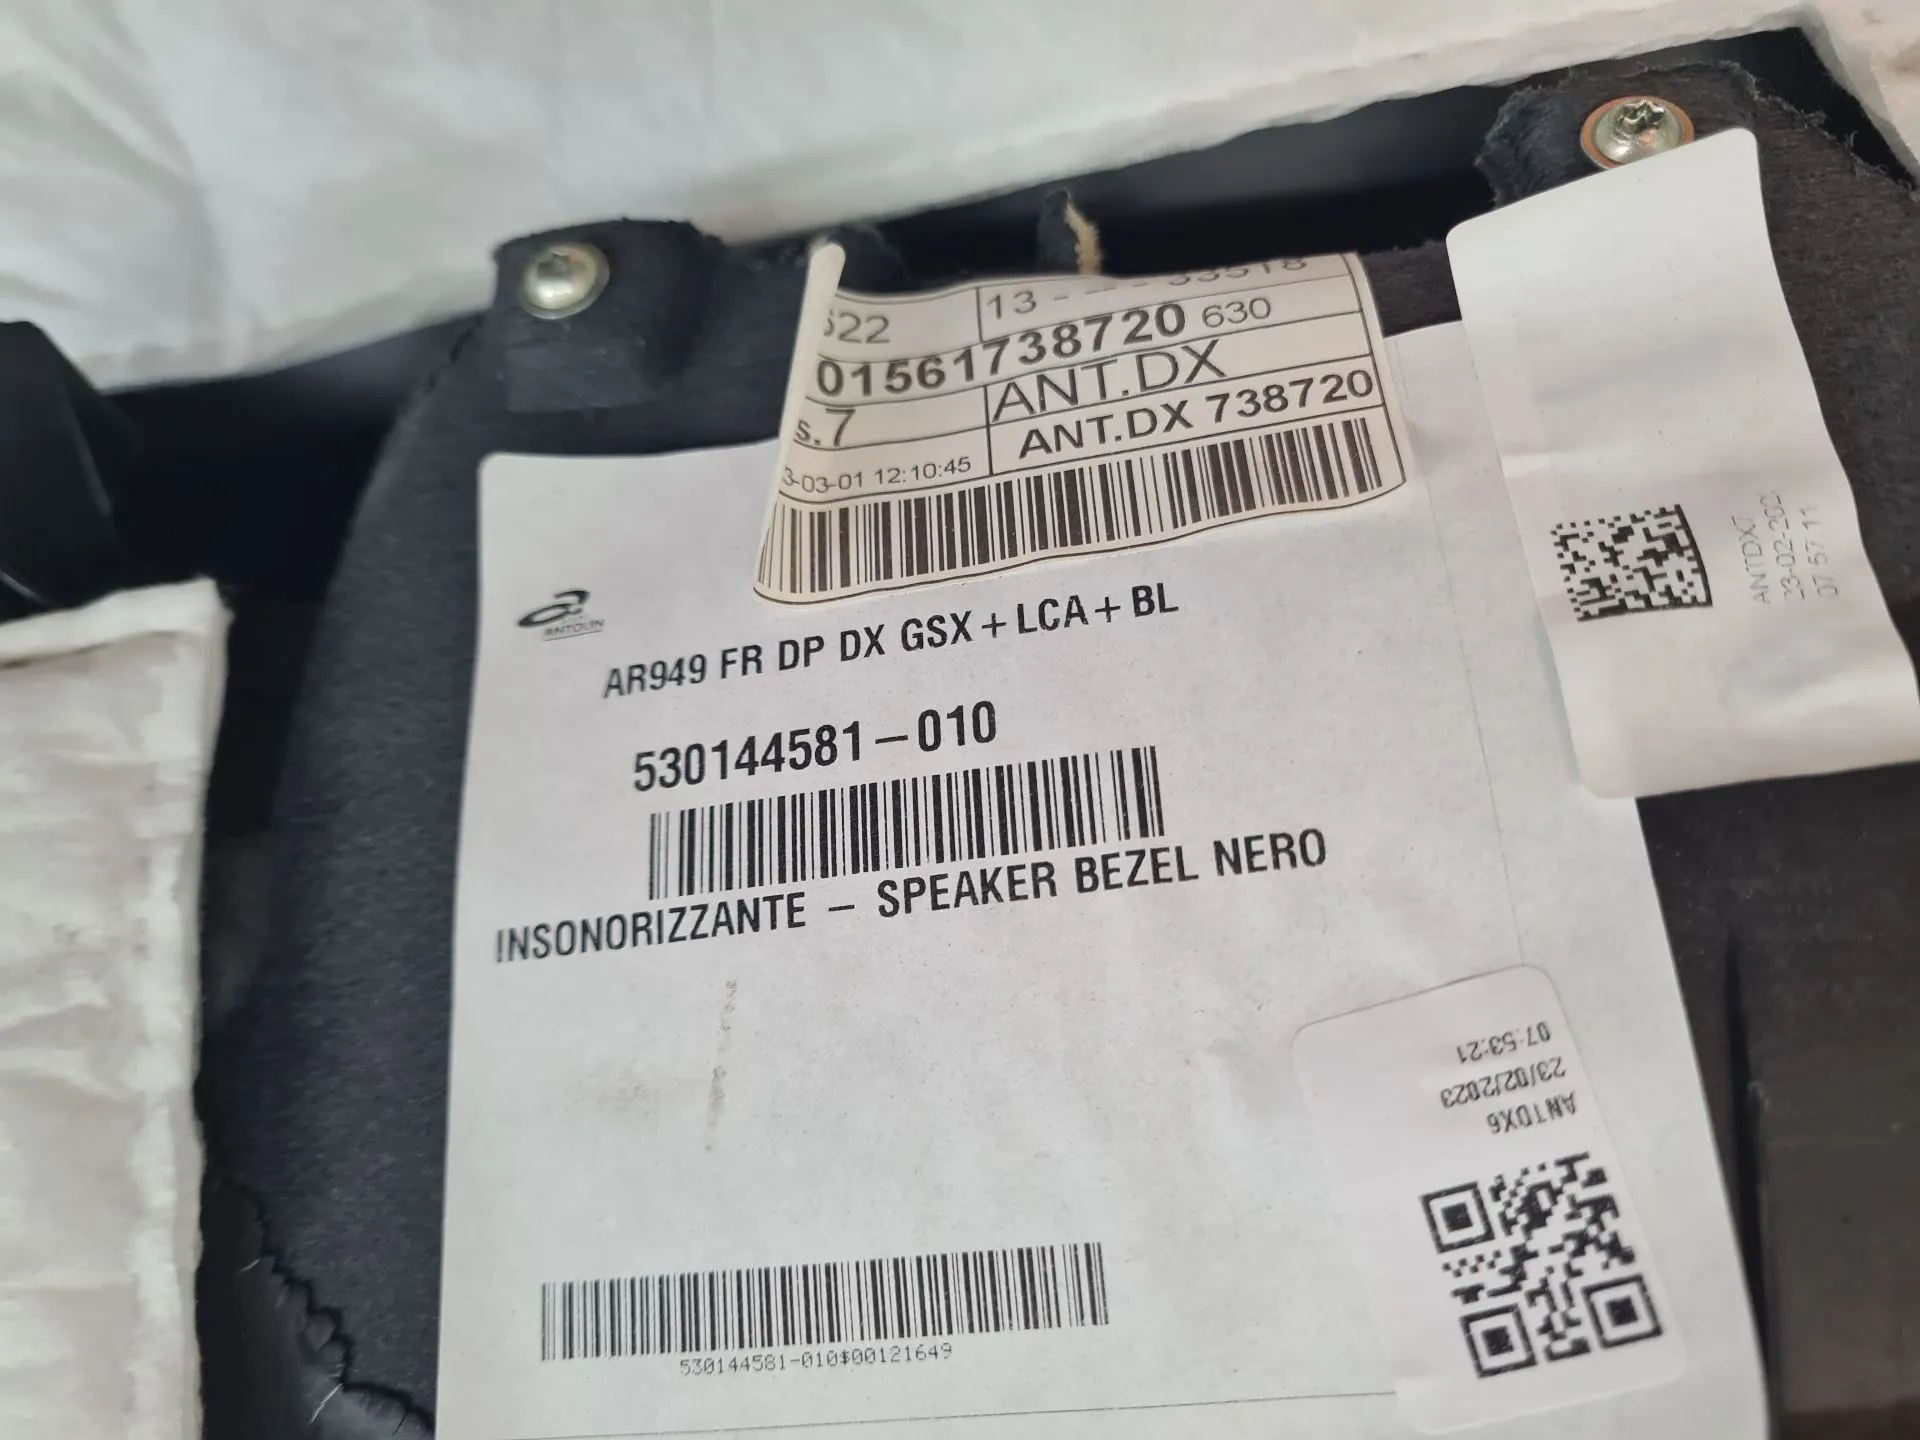 22
13
01561738720 630
s.7
ANT.DX
ANT.DX 738720
3-03-01 12:10:45
ANTOLIN
AR949 FR DP DX GSX+LCA+BL
530144581-010
INSONORIZZANTE - SPEAKER BEZEL NERO
530144581-010$00121649
ANTDX7
07 57 11
ANTDX6
23/02/2023
07:53:21